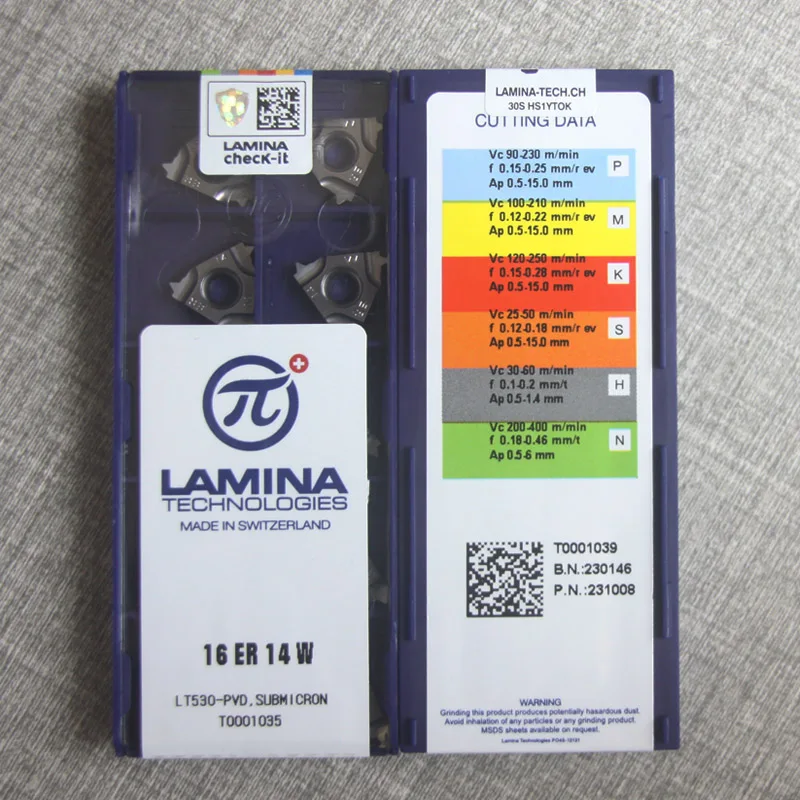 LAMINA
check-it
π
LAMINA
TECHNOLOGIES
MADE IN SWITZERLAND
16 ER 14 W
LT530-PVD,SUBMICRON
T0001035
LAMINA-TECH.CH
30S HS1YTOK
CUTTING DATA
Vc 90-230 m/min
f 0.15-0.25 mm/r ev
Ap 0.5-15.0 mm
P
Vc 100-210 m/min
f 0.12-0.22 mm/r ev
Ap 0.5-15.0 mm
M
Vc 120-250 m/min
f 0.15-0.28 mm/r ev
Ap 0.5-15.0 mm
K
Vc 25-50 m/min
f 0.12-0.18 mm/r ev
Ap 0.5-15.0 mm
S
Vc 30-60 m/min
f 0.1-0.2 mm/t
Ap 0.5-1.4 mm
H
Vc 200-400 m/min
f 0.18-0.46 mm/t
Ap 0.5-6 mm
N
T0001039
B.N.:230146
P.N.:231008
WARNING
Grinding this product produces potentially hazardous dust.
Avoid inhalation of any particles or any grinding product.
MSDS sheets available on request.
Lamina Technologies